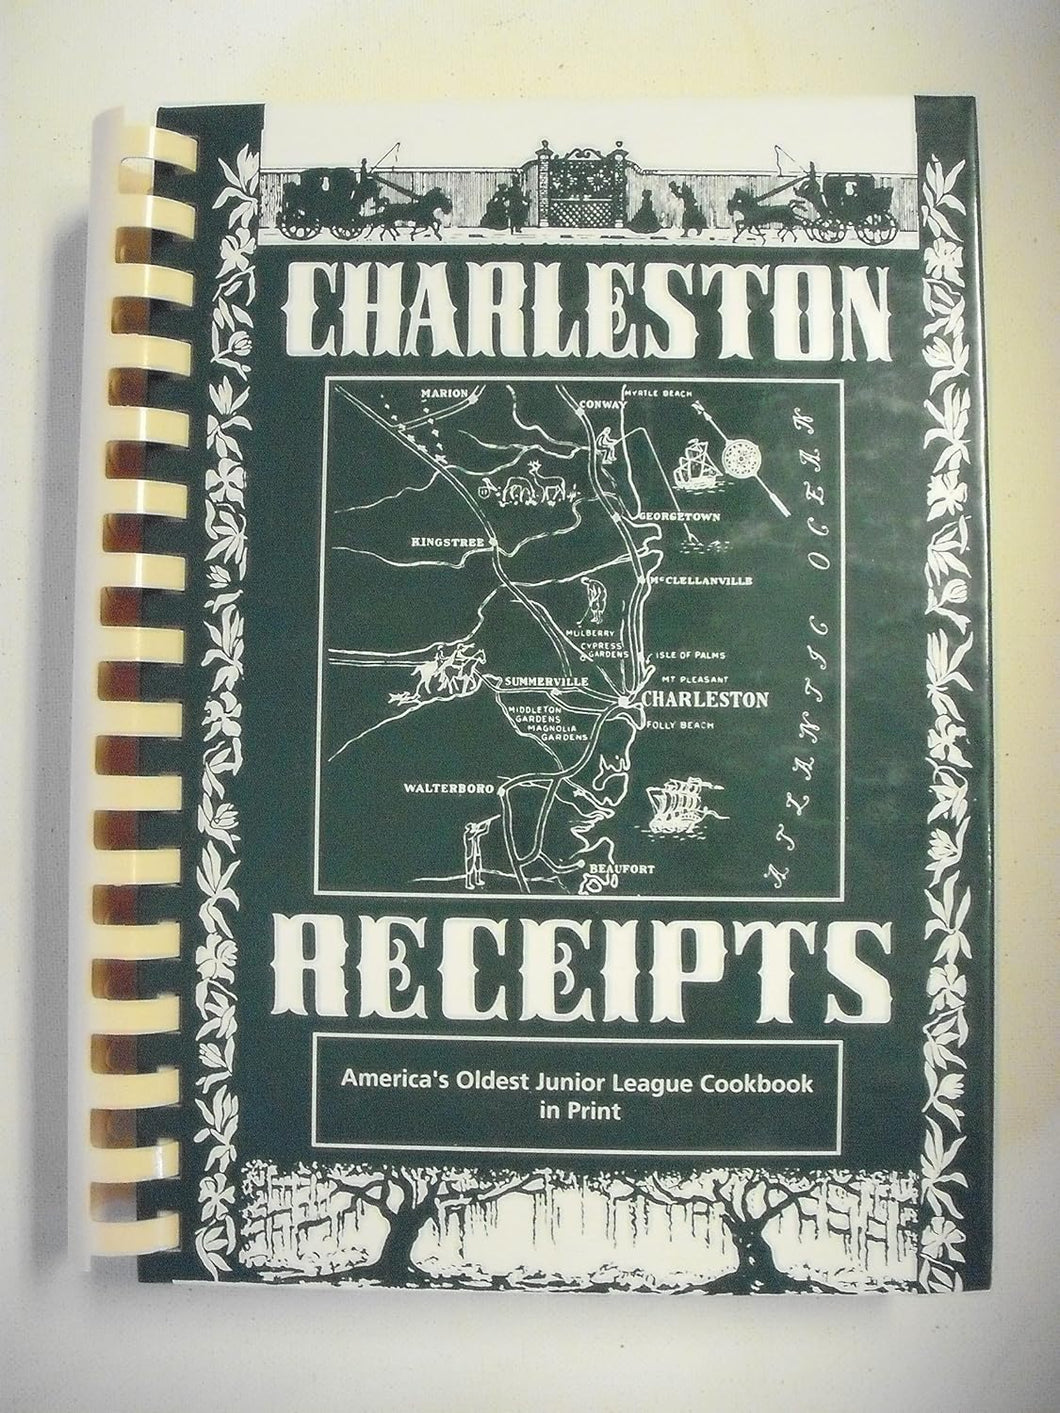 CHARLESTON
MARION
CONWAY
MYRTLE BEACH
N
GEORGETOWN
KINGSTREE
McCLELLANVILLE
MULBERRY
CYPRESS
GARDENS
ISLE OF PALMS
MT PLEASANT
SUMMERVILLE
CHARLESTON
MIDDLETON
GARDENS
MAGNOLIA
GARDENS
FOLLY BEACH
WALTERBORO
BEAUFORT
ATLANTIC OCEAN
RECEIPTS
America's Oldest Junior League Cookbook
in Print